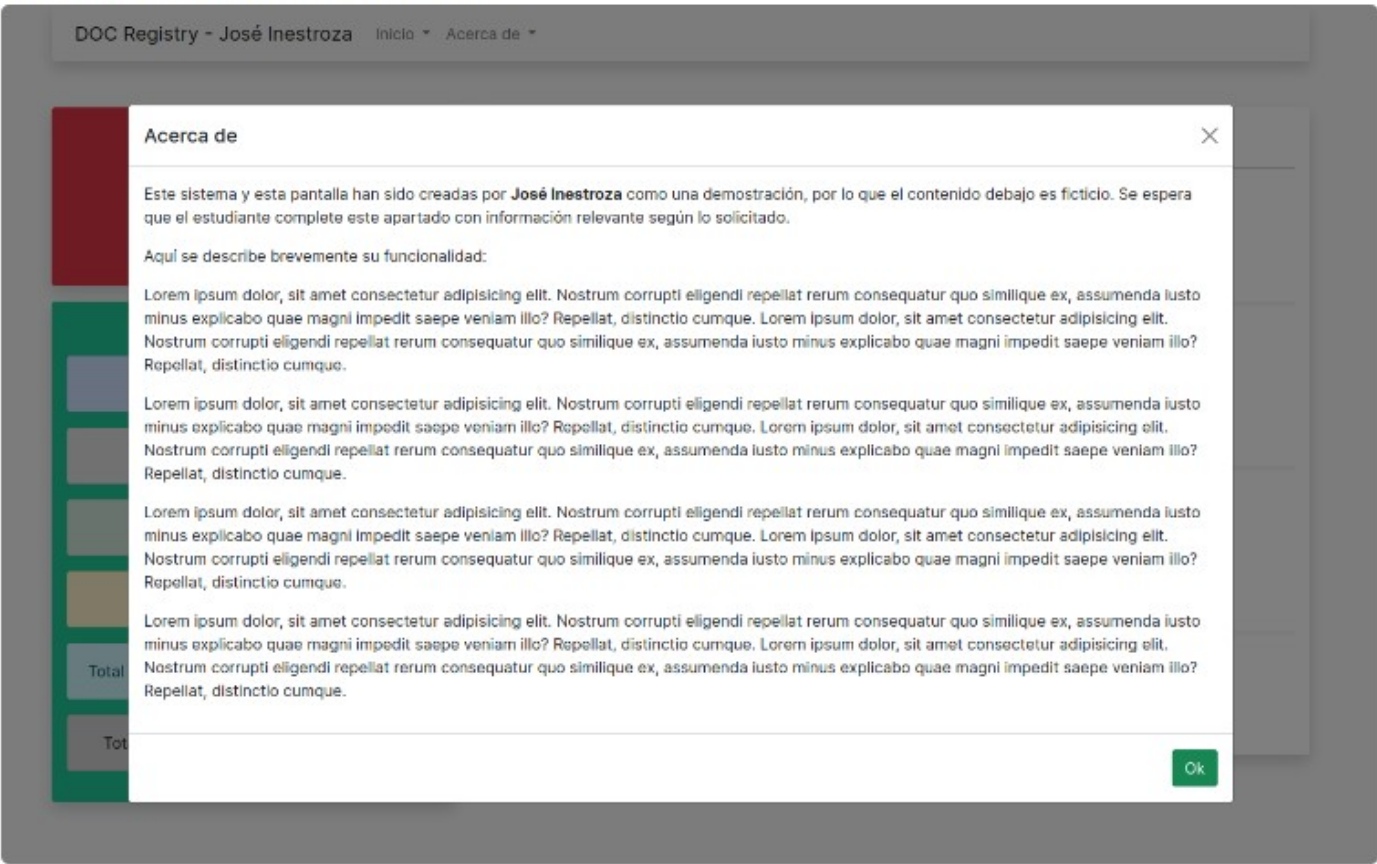 DOC Registry - José Inestroza Inicio Acerca de
Acerca de
Este sistema y esta pantalla han sido creadas por José Inestroza como una demostración, por lo que el contenido debajo es ficticio. Se espera
que el estudiante complete este apartado con información relevante según lo solicitado.
Aquí se describe brevemente su funcionalidad:
Lorem ipsum dolor, sit amet consectetur adipisicing elit. Nostrum corrupti eligendi repellat rerum consequatur quo similique ex, assumenda iusto
minus explicabo quae magni impedit saepe veniam illo? Repellat, distinctio cumque. Lorem ipsum dolor, sit amet consectetur adipisicing elit.
Nostrum corrupti eligendi repellat rerum consequatur quo similique ex, assumenda iusto minus explicabo quae magni impedit saepe veniam illo?
Repellat, distinctio cumque.
Lorem ipsum dolor, sit amet consectetur adipisicing elit. Nostrum corrupti eligendi repellat rerum consequatur quo similique ex, assumenda iusto
minus explicabo quae magni impedit saepe veniam illo? Repellat, distinctio cumque. Lorem ipsum dolor, sit amet consectetur adipisicing elit.
Nostrum corrupti eligendi repellat rerum consequatur quo similique ex, assumenda iusto minus explicabo quae magni impedit saepe veniam illo?
Repellat, distinctio cumque.
Lorem ipsum dolor, sit amet consectetur adipisicing elit. Nostrum corrupti eligendi repellat rerum consequatur quo similique ex, assumenda iusto
minus explicabo quae magni impedit saepe veniam illo? Repellat, distinctio cumque. Lorem ipsum dolor, sit amet consectetur adipisicing elit.
Nostrum corrupti eligendi repellat rerum consequatur quo similique ex, assumenda iusto minus explicabo quae magni impedit saepe veniam illo?
Repellat, distinctio cumque.
Lorem ipsum dolor, sit amet consectetur adipisicing elit. Nostrum corrupti eligendi repellat rerum consequatur quo similique ex, assumenda iusto
minus explicabo quae magni impedit saepe veniam illo? Repellat, distinctio cumque. Lorem ipsum dolor, sit amet consectetur adipisicing elit.
Nostrum corrupti eligendi repellat rerum consequatur quo similique ex, assumenda iusto minus explicabo quae magni impedit saepe veniam illo?
Repellat, distinctio cumque.
Total
Tot
Ok